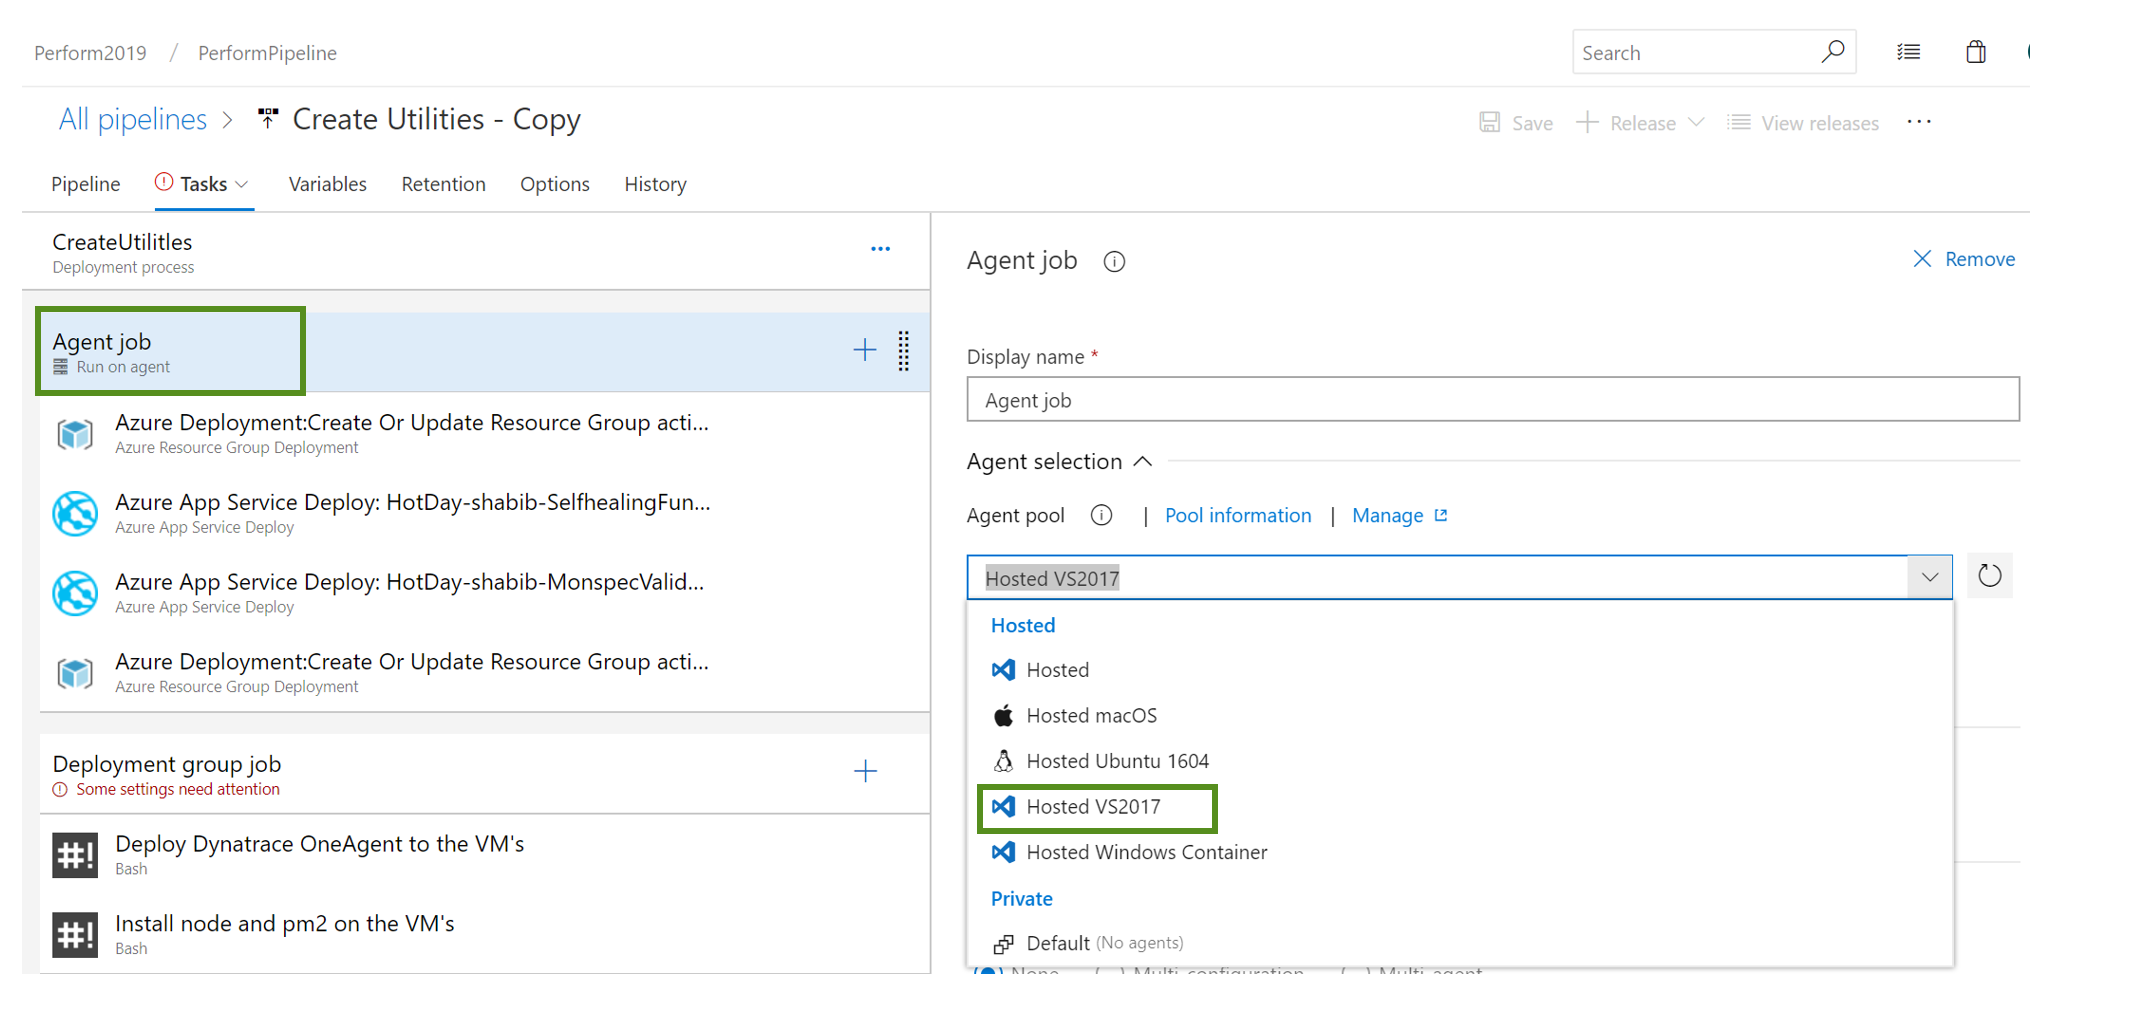 Perform2019 / PerformPipeline
Search
All pipelines > Create Utilities - Copy
Save
Release
View releases
...
Pipeline
Tasks
Variables
Retention
Options
History
CreateUtilitles
Deployment process
...
Agent job
Run on agent
Azure Deployment:Create Or Update Resource Group acti...
Azure Resource Group Deployment
Azure App Service Deploy: HotDay-shabib-SelfhealingFun...
Azure App Service Deploy
Azure App Service Deploy: HotDay-shabib-MonspecValid...
Azure App Service Deploy
Azure Deployment:Create Or Update Resource Group acti...
Azure Resource Group Deployment
Deployment group job
Some settings need attention
#! Deploy Dynatrace OneAgent to the VM's
Bash
#! Install node and pm2 on the VM's
Bash
Agent job
Remove
Display name *
Agent job
Agent selection
Agent pool | Pool information | Manage
Hosted VS2017
Hosted
Hosted
Hosted macOS
Hosted Ubuntu 1604
Hosted VS2017
Hosted Windows Container
Private
Default (No agents)
None Multi-configuration Multi-agent